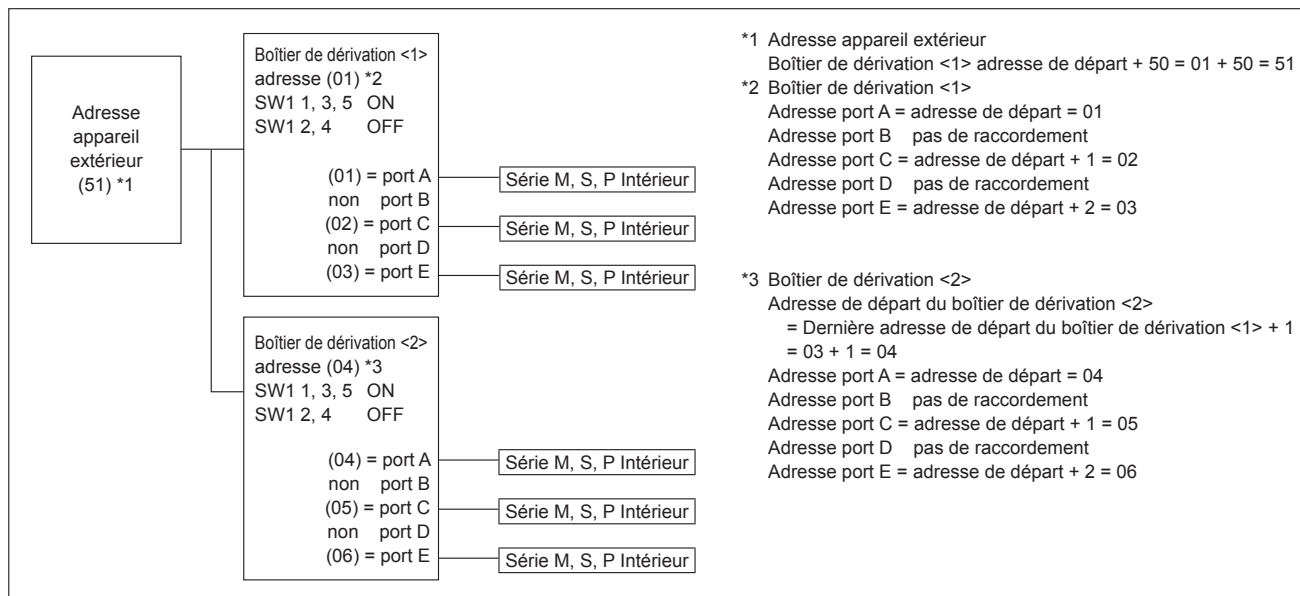 Adresse
appareil
extérieur
(51) *1
Boîtier de dérivation <1>
adresse (01) *2
SW1 1, 3, 5 ON
SW1 2, 4 OFF
(01) = port A
non port B
(02) = port C
non port D
(03) = port E
Série M, S, P Intérieur
Série M, S, P Intérieur
Série M, S, P Intérieur
Boîtier de dérivation <2>
adresse (04) *3
SW1 1, 3, 5 ON
SW1 2, 4 OFF
(04) = port A
non port B
(05) = port C
non port D
(06) = port E
Série M, S, P Intérieur
Série M, S, P Intérieur
Série M, S, P Intérieur
*1 Adresse appareil extérieur
Boîtier de dérivation <1> adresse de départ + 50 = 01 + 50 = 51
*2 Boîtier de dérivation <1>
Adresse port A = adresse de départ = 01
Adresse port B pas de raccordement
Adresse port C = adresse de départ + 1 = 02
Adresse port D pas de raccordement
Adresse port E = adresse de départ + 2 = 03
*3 Boîtier de dérivation <2>
Adresse de départ du boîtier de dérivation <2>
= Dernière adresse de départ du boîtier de dérivation <1> + 1
= 03 + 1 = 04
Adresse port A = adresse de départ = 04
Adresse port B pas de raccordement
Adresse port C = adresse de départ + 1 = 05
Adresse port D pas de raccordement
Adresse port E = adresse de départ + 2 = 06